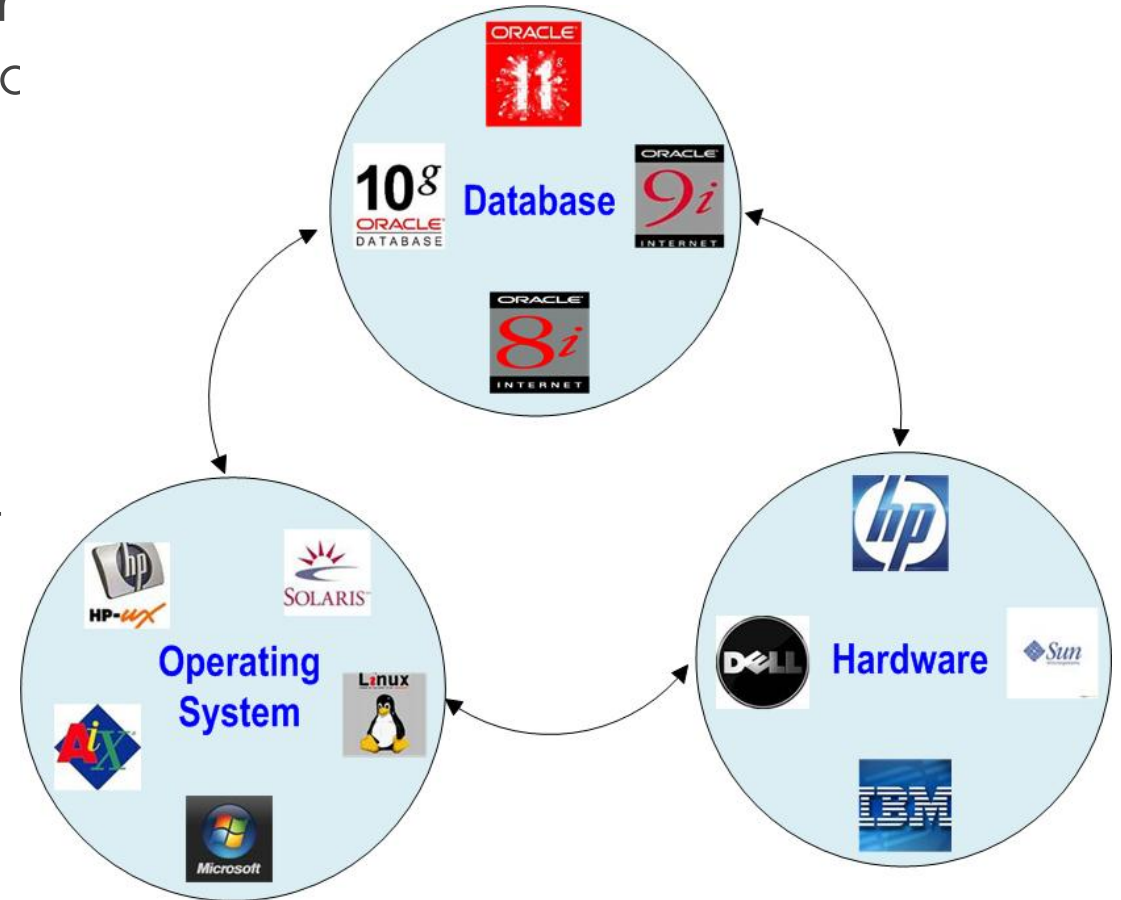 ORACLE
11
10g
ORACLE
DATABASE
Database
ORACLE
9i
INTERNET
ORACLE
8i
INTERNET
hp
HP-UX
SOLARIS
Operating
System
Linux
AiX
Microsoft
hp
DELL
Hardware
Sun
IBM